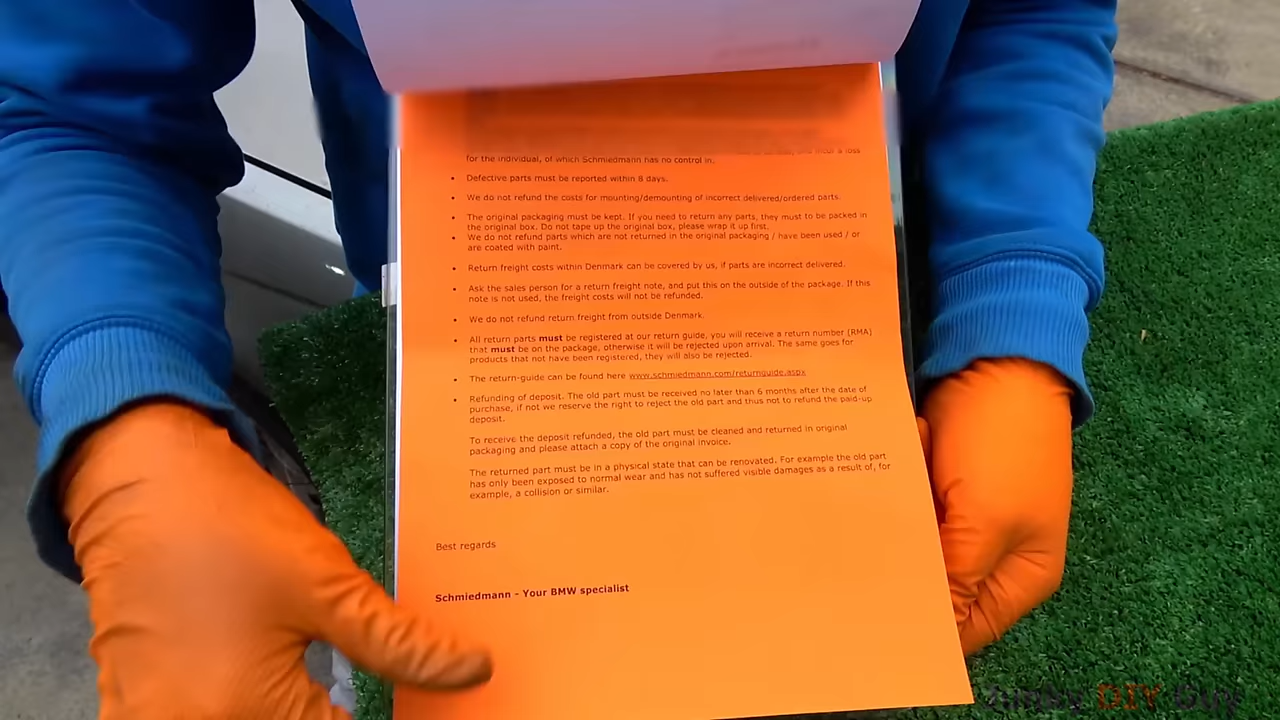 for the individual, of which Schmiedmann has no control in.
• Defective parts must be reported within 8 days.
• We do not refund the costs for mounting/demounting of incorrect delivered/ordered parts.
• The original packaging must be kept. If you need to return any parts, they must to be packed in
the original box. Do not tape up the original box, please wrap it up first.
• We do not refund parts which are not returned in the original packaging / have been used / or
are coated with paint.
• Return freight costs within Denmark can be covered by us, if parts are incorrect delivered.
• Ask the sales person for a return freight note, and put this on the outside of the package. If this
note is not used, the freight costs will not be refunded.
• We do not refund return freight from outside Denmark.
• All return parts must be registered at our return guide, you will receive a return number (RMA)
that must be on the package, otherwise it will be rejected upon arrival. The same goes for
products that not have been registered, they will also be rejected.
• The return-guide can be found here www.schmiedmann.com/returnguide.aspx
• Refunding of deposit. The old part must be received no later than 6 months after the date of
purchase, if not we reserve the right to reject the old part and thus not to refund the paid-up
deposit.
To receive the deposit refunded, the old part must be cleaned and returned in original
packaging and please attach a copy of the original invoice.
The returned part must be in a physical state that can be renovated. For example the old part
has only been exposed to normal wear and has not suffered visible damages as a result of, for
example, a collision or similar.
Best regards
Schmiedmann - Your BMW specialist
DIY Guy